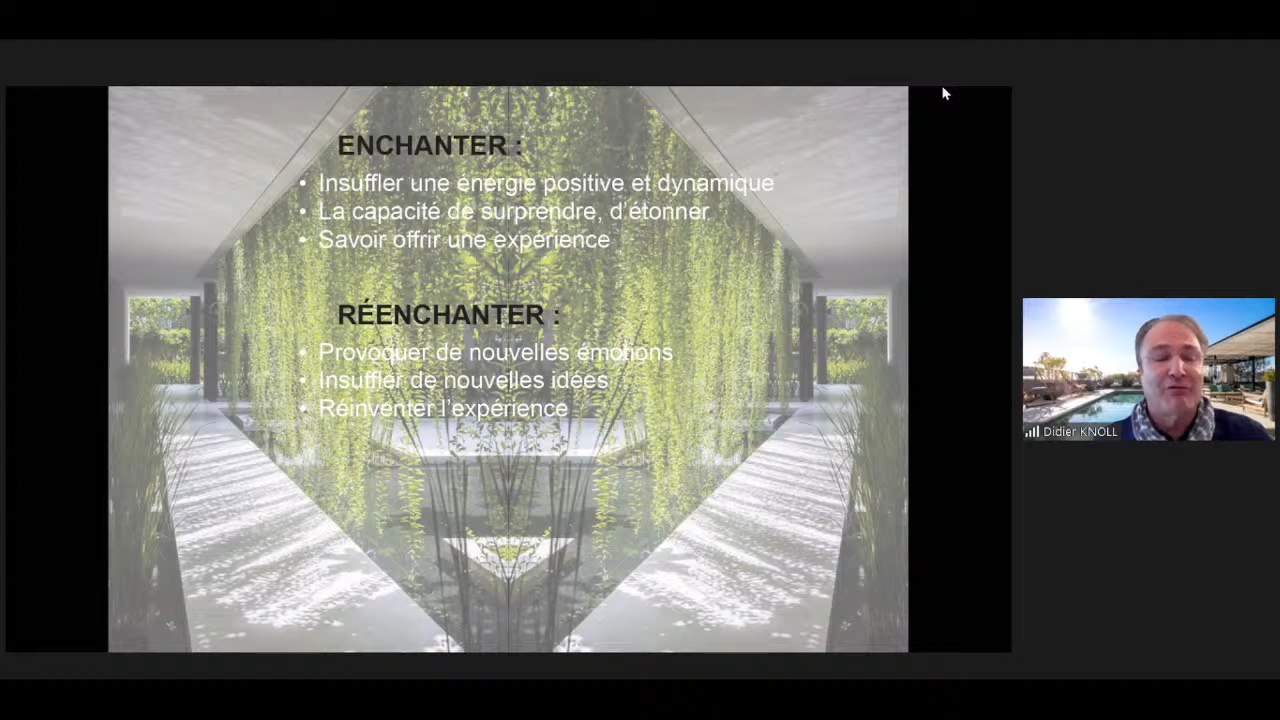 ENCHANTER :
• Insuffler une énergie positive et dynamique
• La capacité de surprendre, d'étonner
• Savoir offrir une expérience
RÉENCHANTER :
• Provoquer de nouvelles émotions
• Insuffler de nouvelles idées
• Réinventer l'expérience
Didier KNOLL